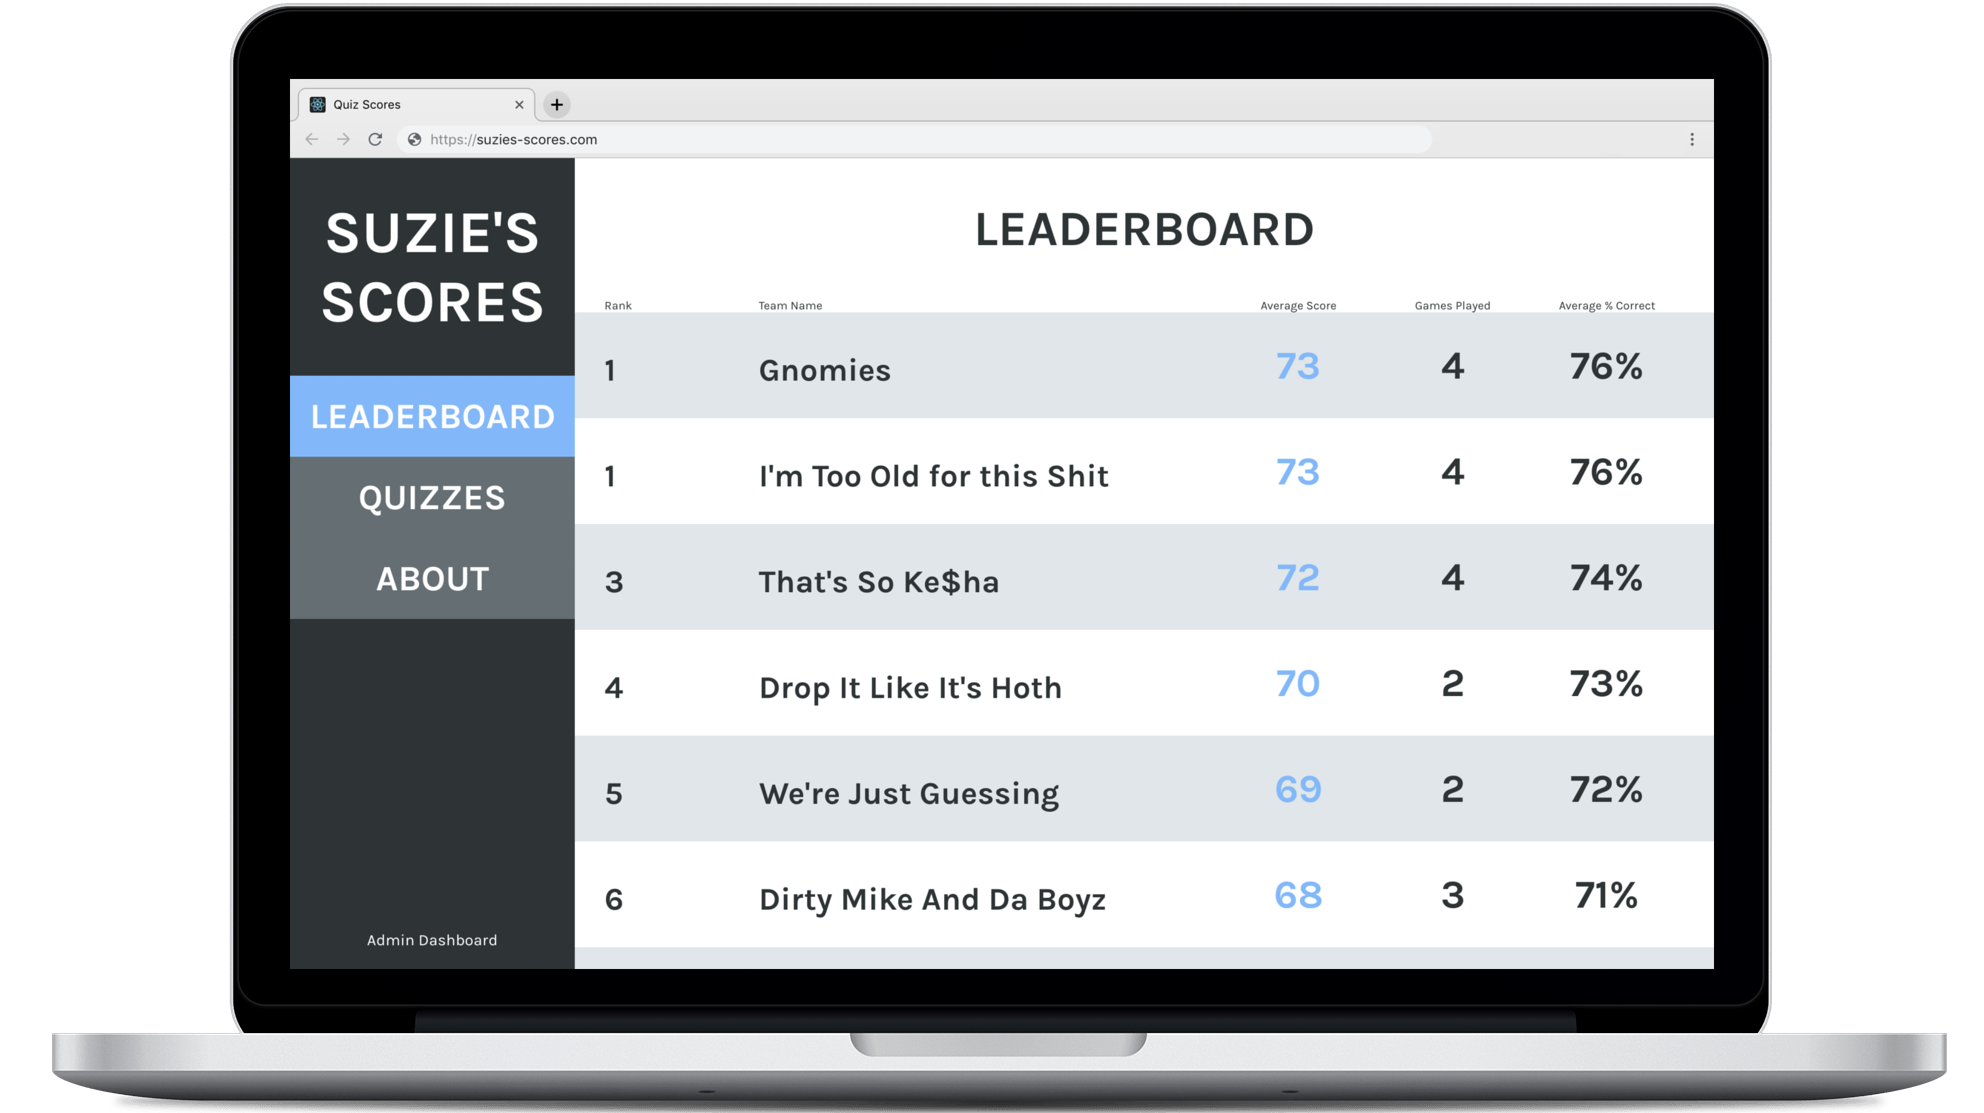 Quiz Scores
https://suzies-scores.com
SUZIE'S
SCORES
LEADERBOARD
QUIZZES
ABOUT
Admin Dashboard
LEADERBOARD
Rank Team Name Average Score Games Played Average % Correct
1 Gnomies 73 4 76%
1 I'm Too Old for this Shit 73 4 76%
3 That's So Ke$ha 72 4 74%
4 Drop It Like It's Hoth 70 2 73%
5 We're Just Guessing 69 2 72%
6 Dirty Mike And Da Boyz 68 3 71%